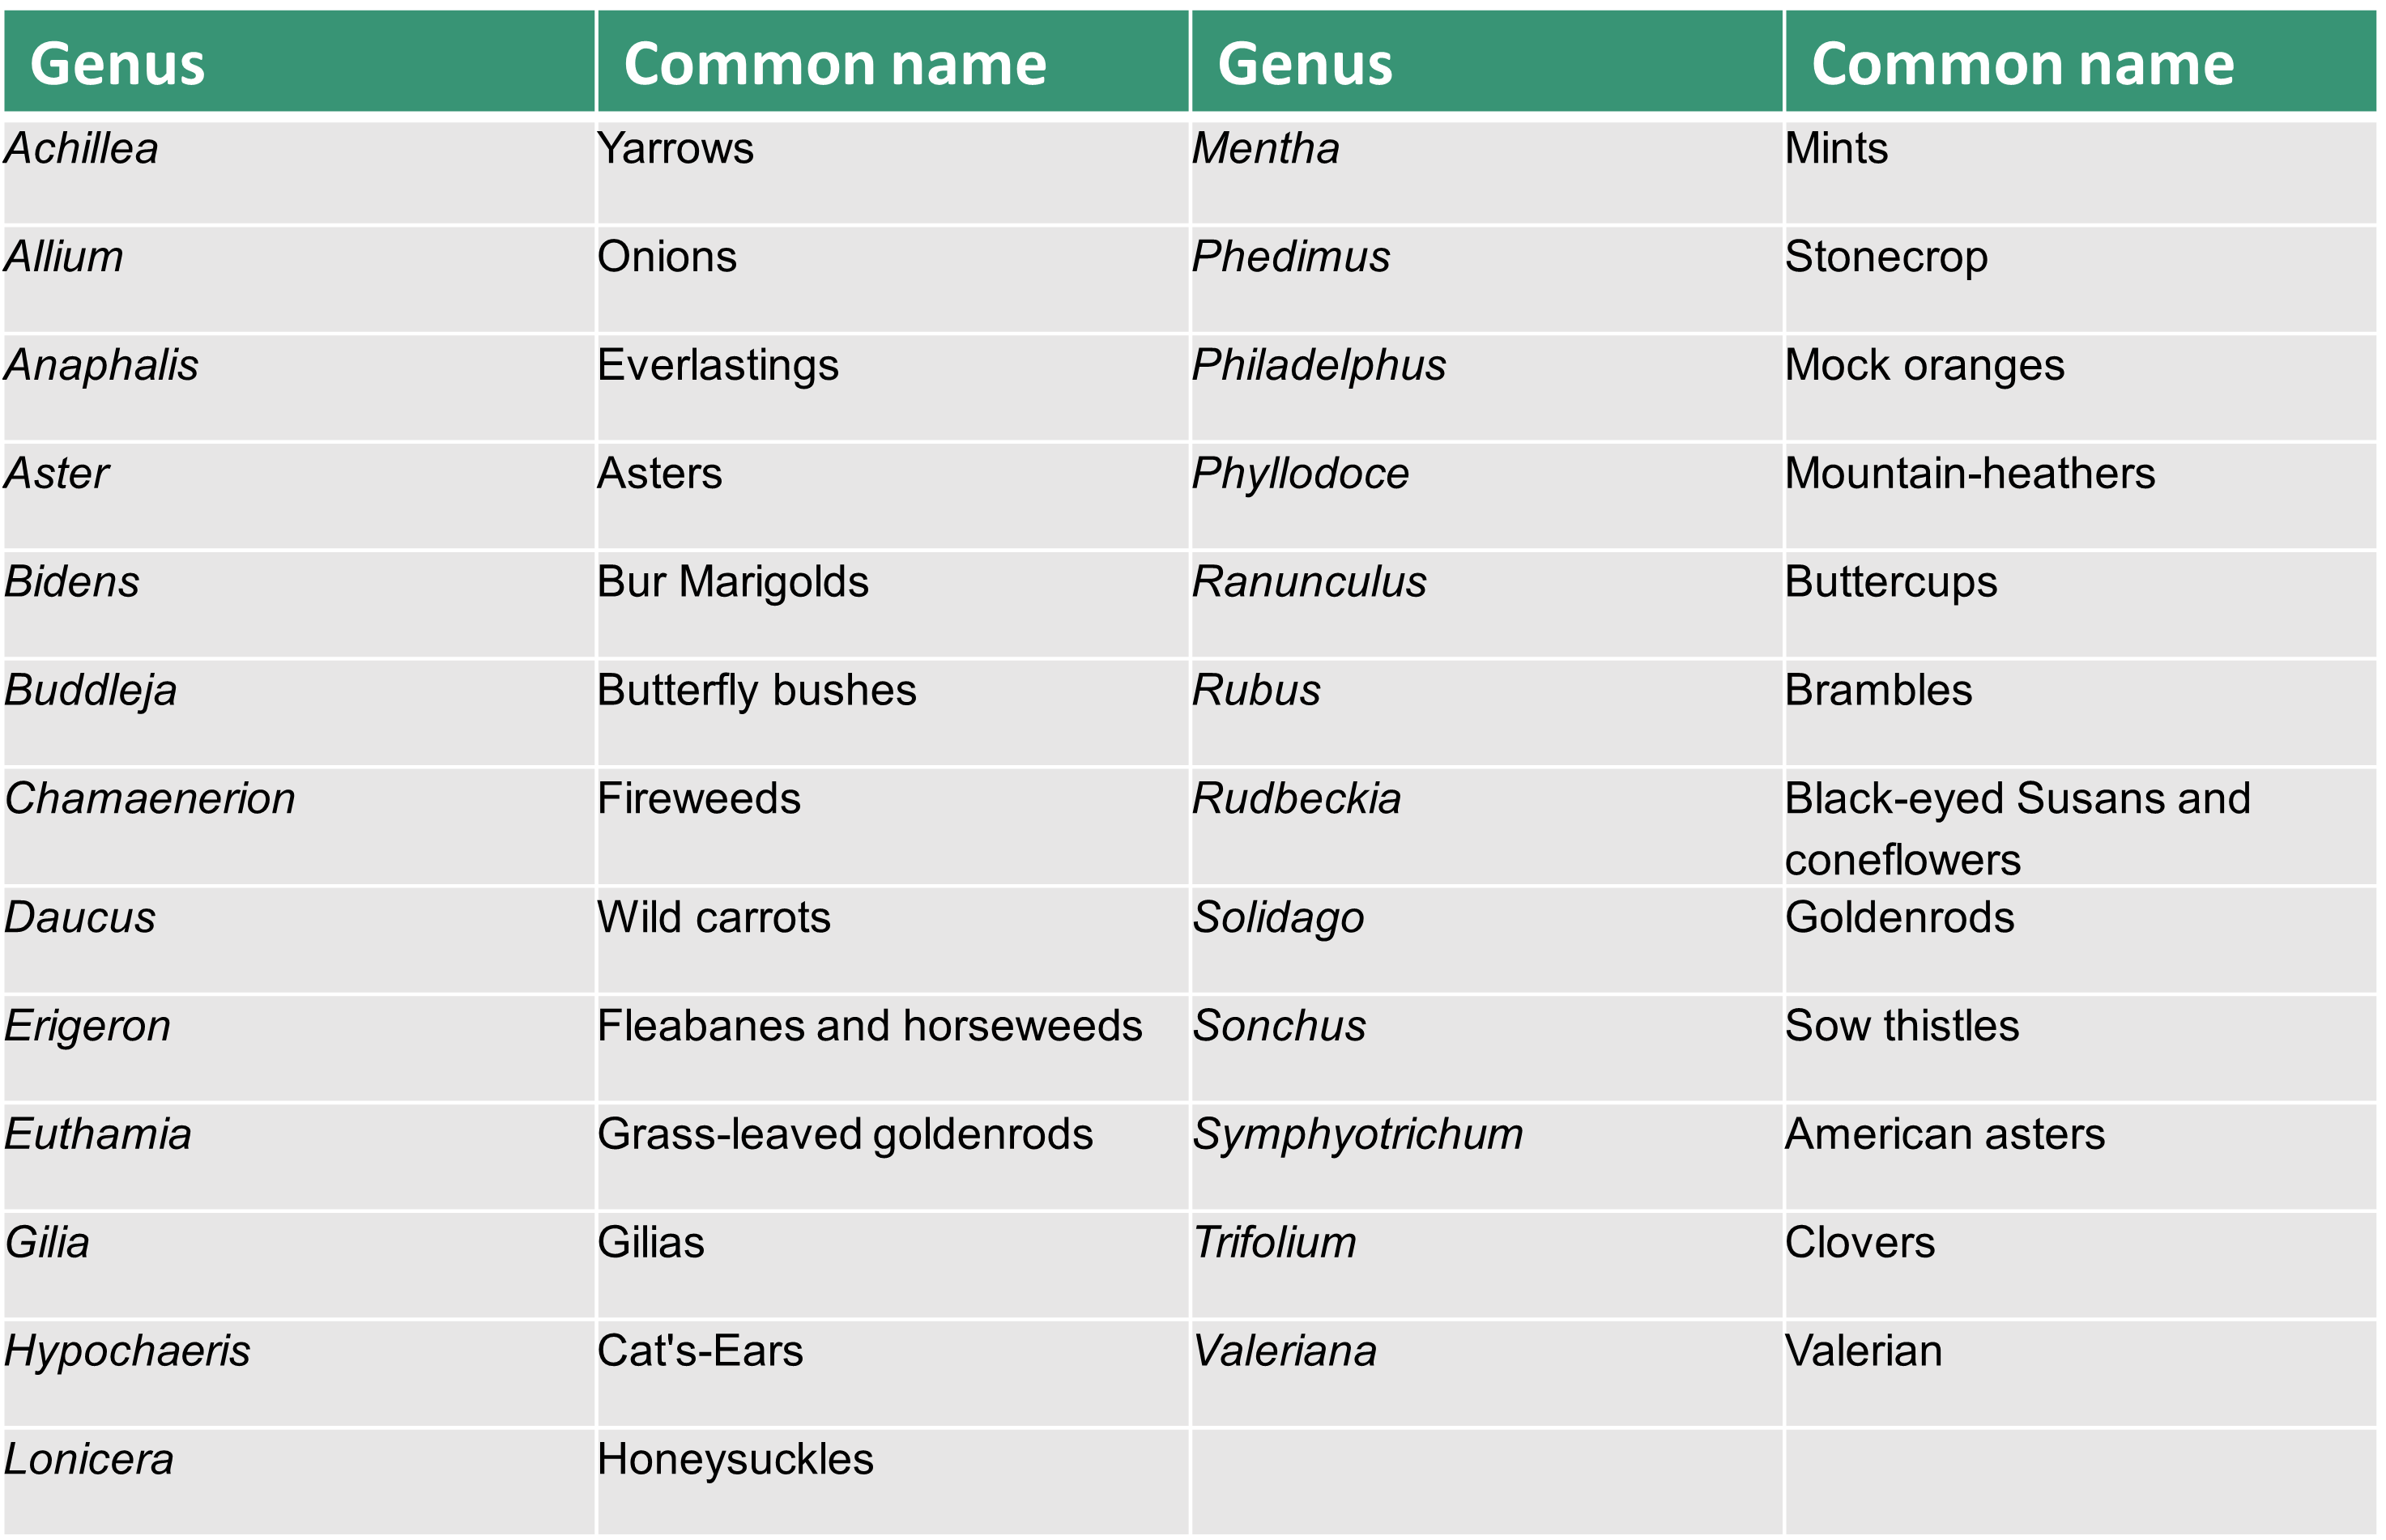 Genus Common name Genus Common name
Achillea Yarrows Mentha Mints
Allium Onions Phedimus Stonecrop
Anaphalis Everlastings Philadelphus Mock oranges
Aster Asters Phyllodoce Mountain-heathers
Bidens Bur Marigolds Ranunculus Buttercups
Buddleja Butterfly bushes Rubus Brambles
Chamaenerion Fireweeds Rudbeckia Black-eyed Susans and
coneflowers
Daucus Wild carrots Solidago Goldenrods
Erigeron Fleabanes and horseweeds Sonchus Sow thistles
Euthamia Grass-leaved goldenrods Symphyotrichum American asters
Gilia Gilias Trifolium Clovers
Hypochaeris Cat's-Ears Valeriana Valerian
Lonicera Honeysuckles